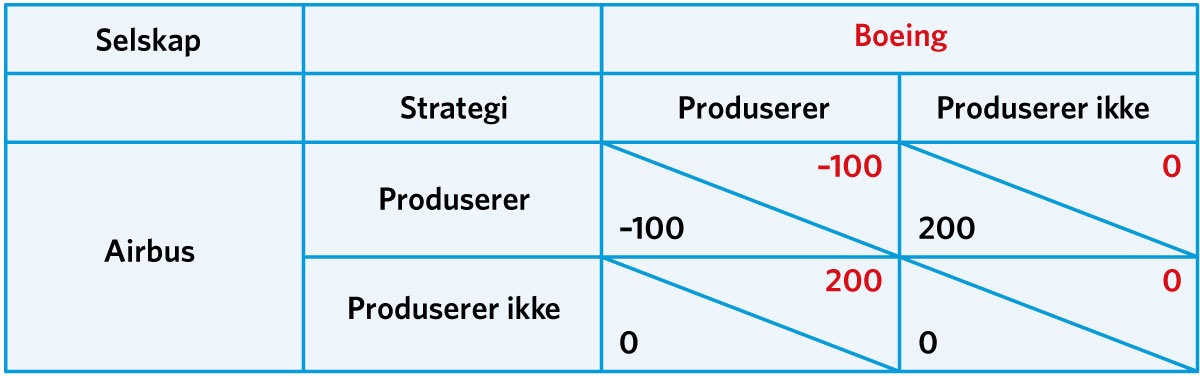 Selskap
Boeing
Strategi
Produserer
Produserer ikke
Airbus
Produserer
–100
–100
0
200
Produserer ikke
200
0
0
0